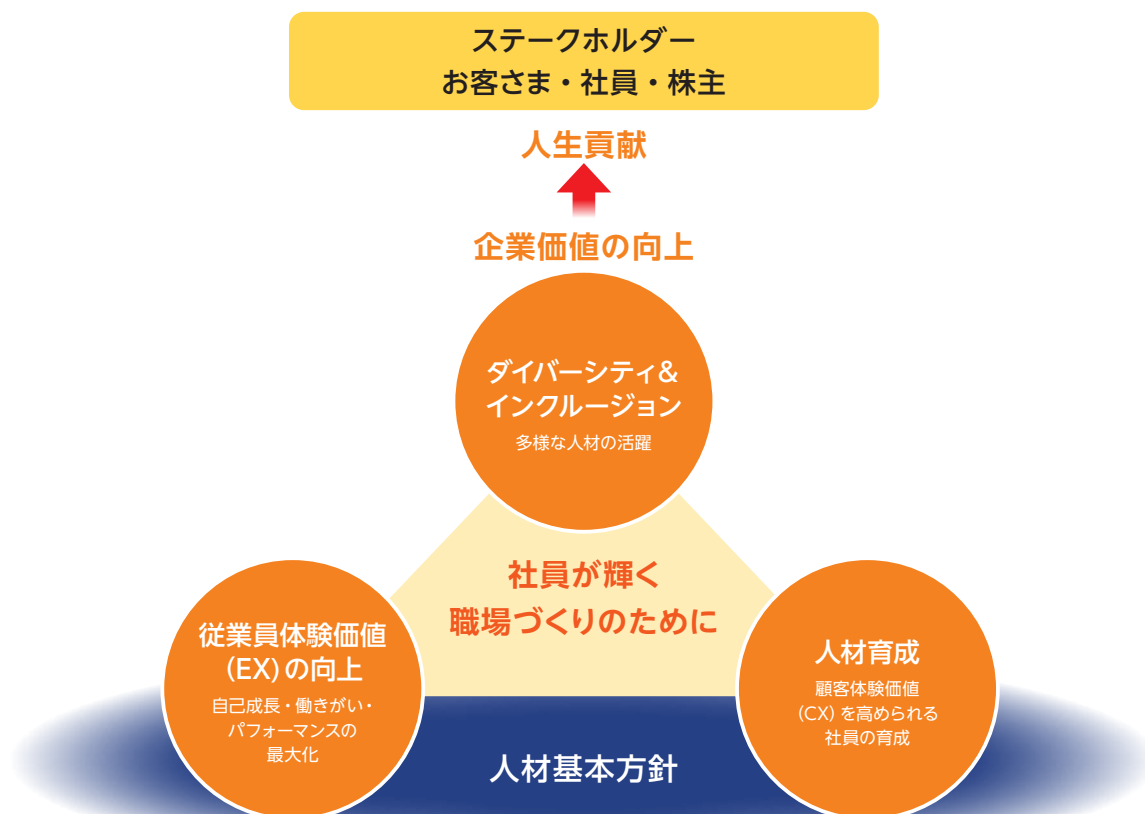 ステークホルダー
お客さま・社員・株主
人生貢献
企業価値の向上
ダイバーシティ&
インクルージョン
多様な人材の活躍
社員が輝く
職場づくりのために
従業員体験価値
(EX)の向上
自己成長・働きがい・
パフォーマンスの
最大化
人材育成
顧客体験価値
(CX)を高められる
社員の育成
人材基本方針